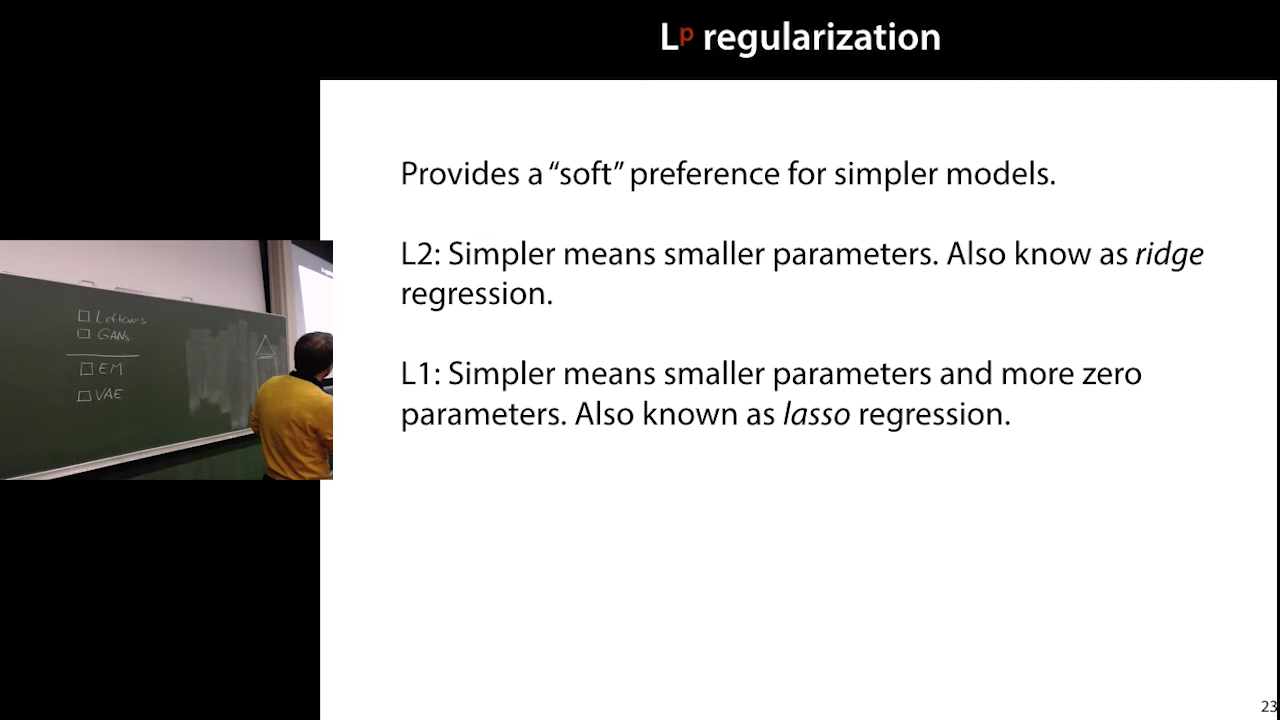 Lp regularization
Provides a “soft” preference for simpler models.
L2: Simpler means smaller parameters. Also know as ridge
regression.
L1: Simpler means smaller parameters and more zero
parameters. Also known as lasso regression.
Leftovers
GANs
EM
VAE
23